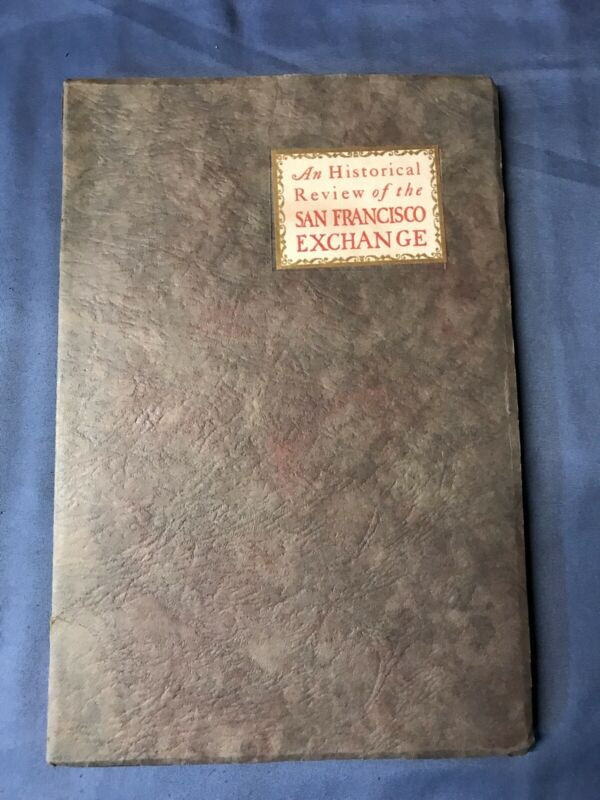 An Historical
Review of the
SAN FRANCISCO
EXCHANGE